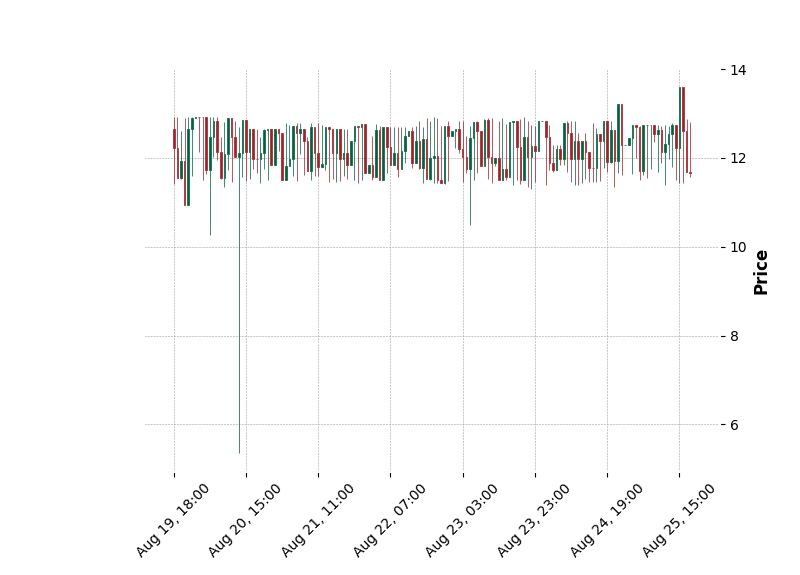 14
12
10
8
6
Price
Aug 19, 18:00
Aug 20, 15:00
Aug 21, 11:00
Aug 22, 07:00
Aug 23, 03:00
Aug 23, 23:00
Aug 24, 19:00
Aug 25, 15:00